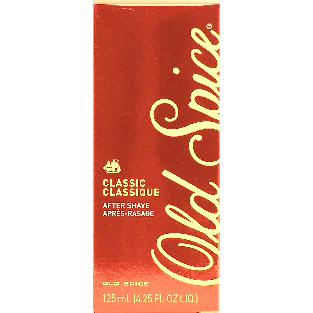 Old Spice®
CLASSIC
CLASSIQUE
AFTER SHAVE
APRÈS-RASAGE
OLD SPICE
125 mL (4.25 FL OZ LIQ.)